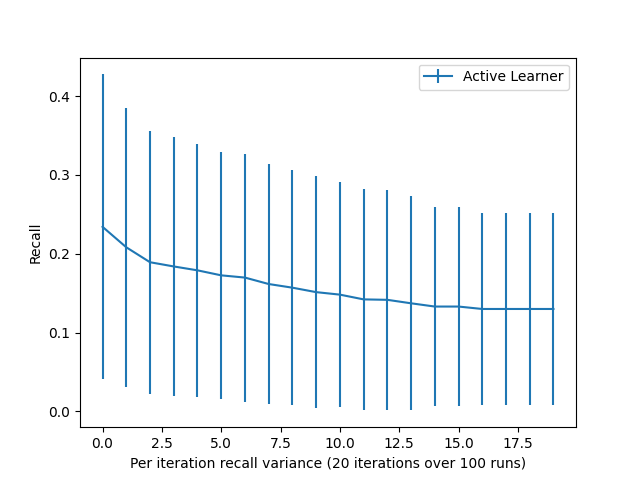 Active Learner
0.4
0.3
0.2
0.1
0.0
Recall
0.0 2.5 5.0 7.5 10.0 12.5 15.0 17.5
Per iteration recall variance (20 iterations over 100 runs)